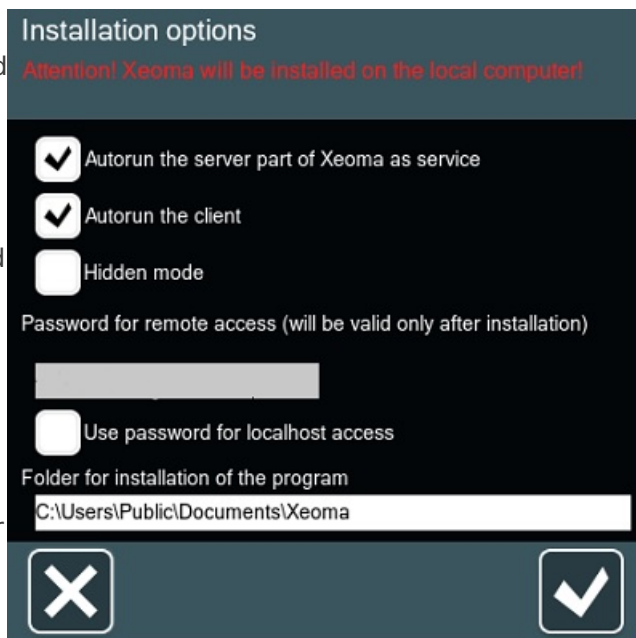 Installation options
Attention! Xeoma will be installed on the local computer!
Autorun the server part of Xeoma as service
Autorun the client
Hidden mode
Password for remote access (will be valid only after installation)
Use password for localhost access
Folder for installation of the program
C:\Users\Public\Documents\Xeoma